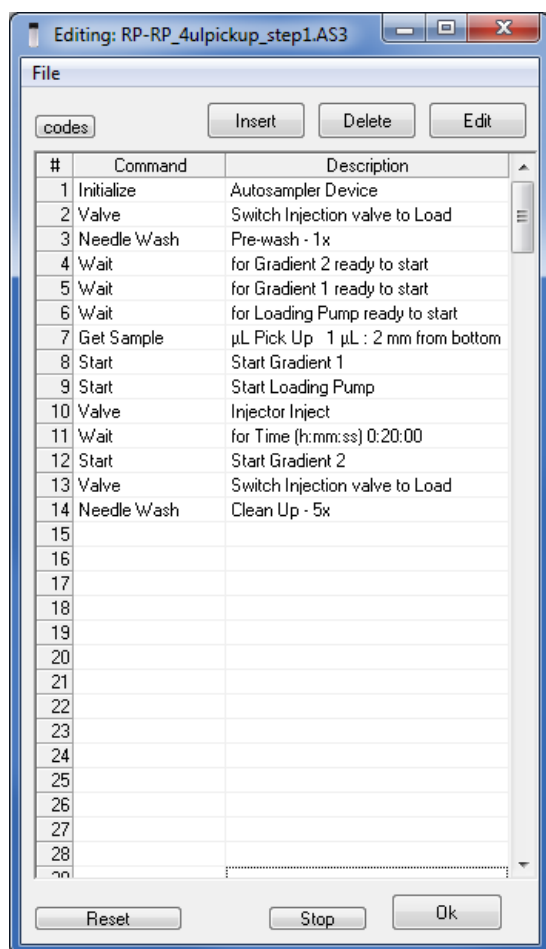 Editing: RP-RP_4ulpickup_step1.AS3
File
codes Insert Delete Edit
# Command Description
1 Initialize Autosampler Device
2 Valve Switch Injection valve to Load
3 Needle Wash Pre-wash - 1x
4 Wait for Gradient 2 ready to start
5 Wait for Gradient 1 ready to start
6 Wait for Loading Pump ready to start
7 Get Sample µL Pick Up 1 µL : 2 mm from bottom
8 Start Start Gradient 1
9 Start Start Loading Pump
10 Valve Injector Inject
11 Wait for Time (h:mm:ss) 0:20:00
12 Start Start Gradient 2
13 Valve Switch Injection valve to Load
14 Needle Wash Clean Up - 5x
15
16
17
18
19
20
21
22
23
24
25
26
27
28
Reset Stop Ok